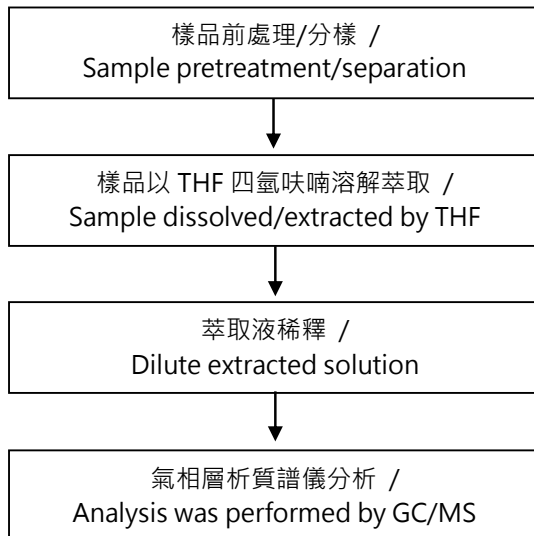 樣品前處理/分樣 /
Sample pretreatment/separation
樣品以 THF 四氫呋喃溶解萃取 /
Sample dissolved/extracted by THF
萃取液稀釋 /
Dilute extracted solution
氣相層析質譜儀分析 /
Analysis was performed by GC/MS